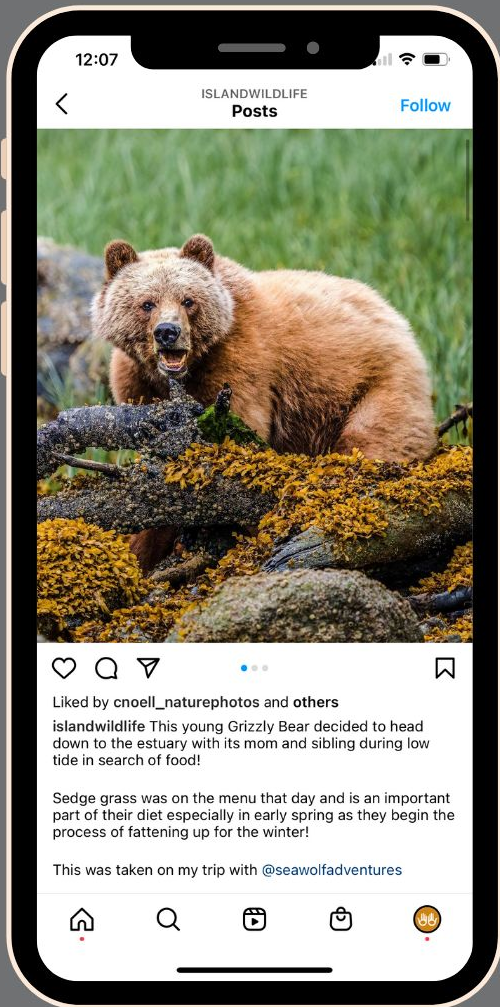 12:07
ISLANDWILDLIFE
Posts
Follow
Liked by cnoell_naturephotos and others
islandwildlife This young Grizzly Bear decided to head
down to the estuary with its mom and sibling during low
tide in search of food!
Sedge grass was on the menu that day and is an important
part of their diet especially in early spring as they begin the
process of fattening up for the winter!
This was taken on my trip with @seawolfadventures